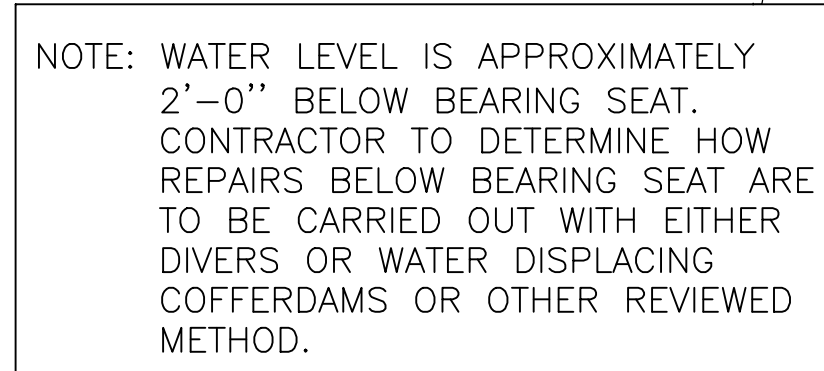 NOTE: WATER LEVEL IS APPROXIMATELY
2'-0'' BELOW BEARING SEAT.
CONTRACTOR TO DETERMINE HOW
REPAIRS BELOW BEARING SEAT ARE
TO BE CARRIED OUT WITH EITHER
DIVERS OR WATER DISPLACING
COFFERDAMS OR OTHER REVIEWED
METHOD.